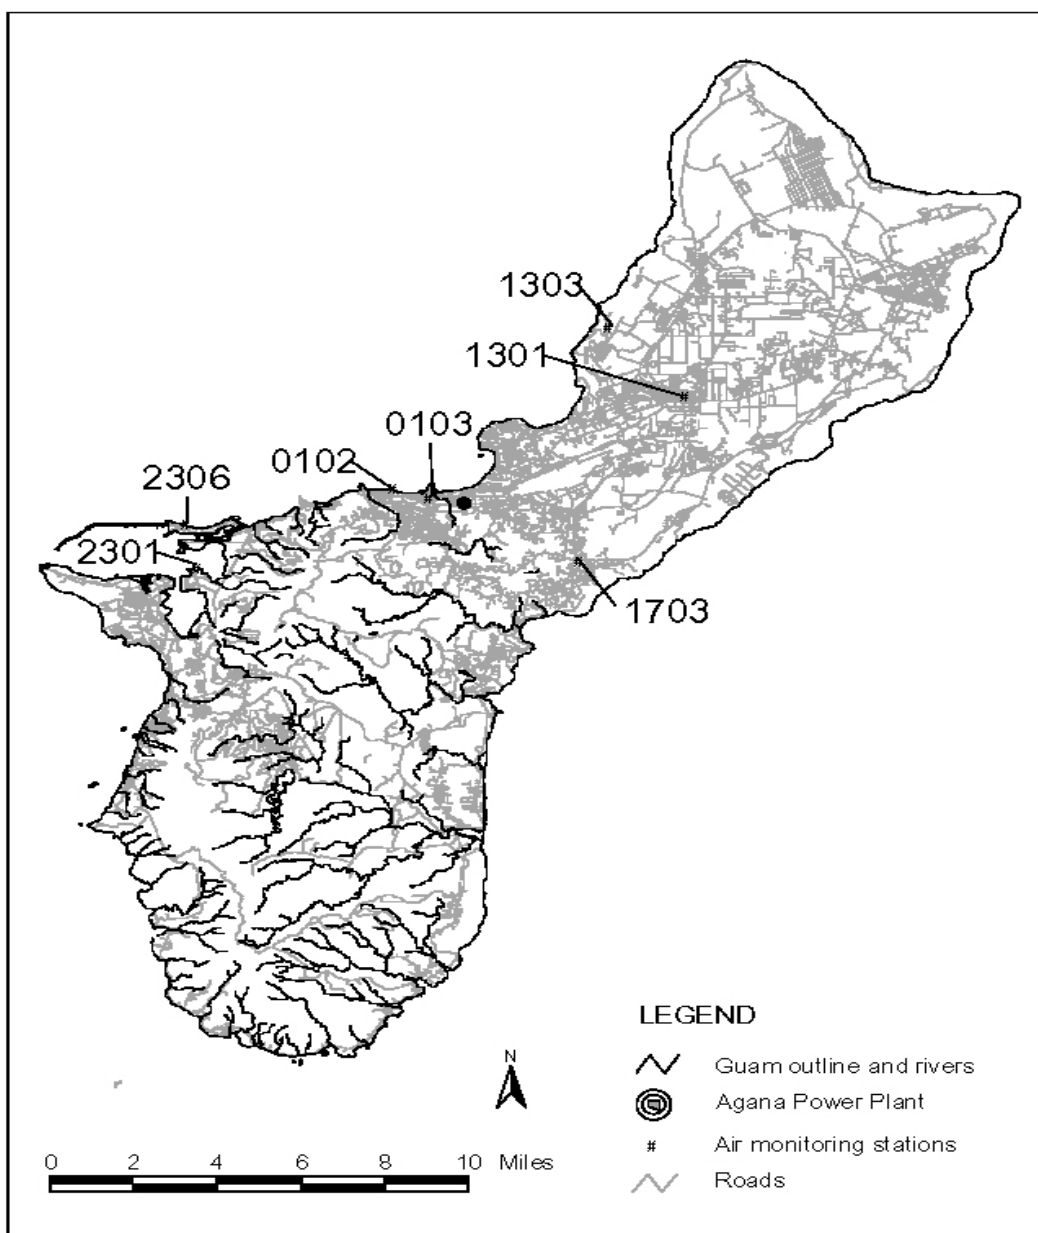 1303
1301
0103
0102
2306
2301
1703
LEGEND
N
Guam outline and rivers
Agana Power Plant
# Air monitoring stations
Roads
0 2 4 6 8 10 Miles